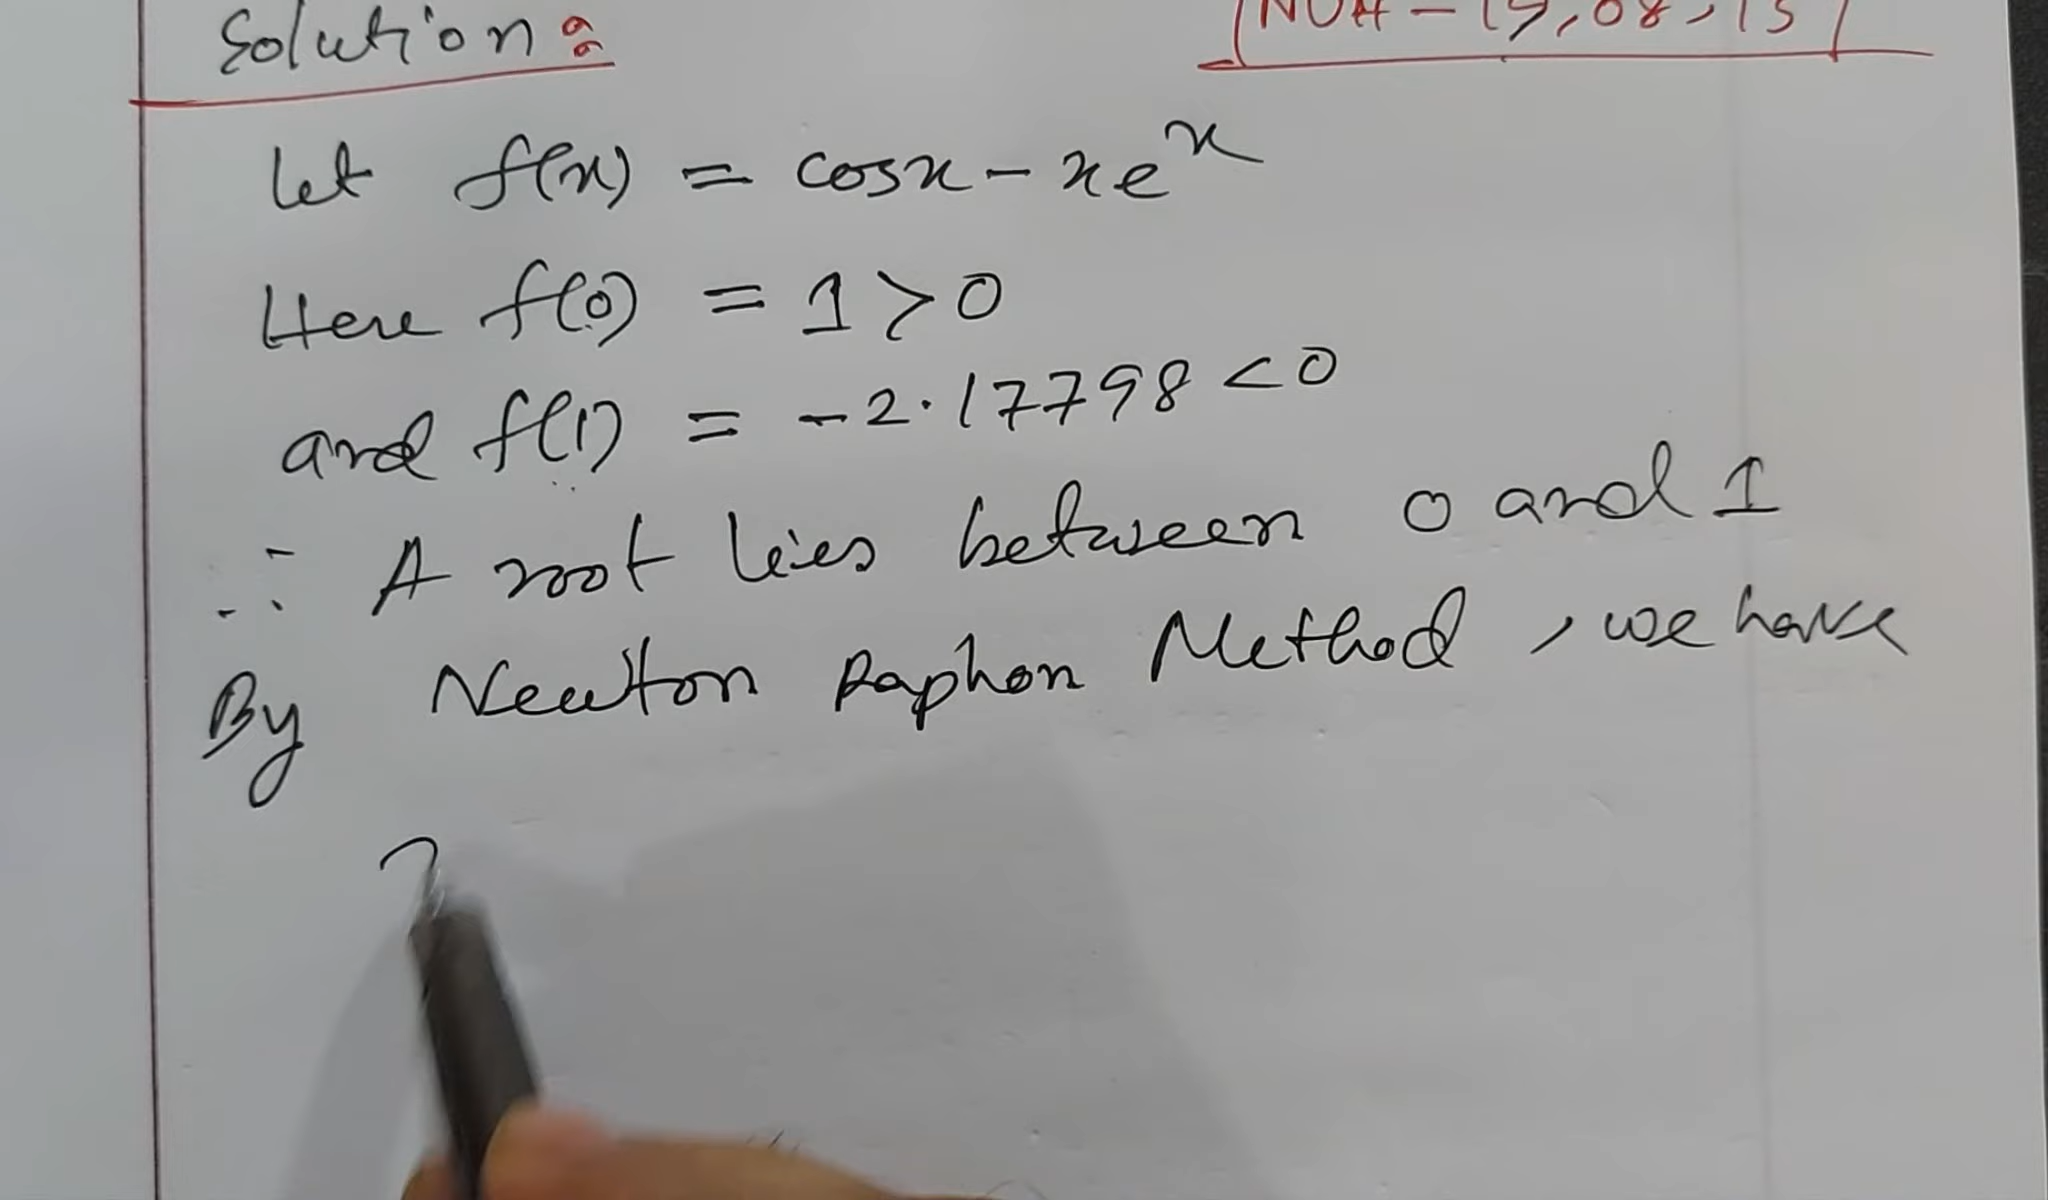 Solution:
Let f(x) = cosx - xe^x
Here f(0) = 1 > 0
and f(1) = -2.17798 < 0
∴ A root lies between 0 and 1
By Newton Raphon Method, we have